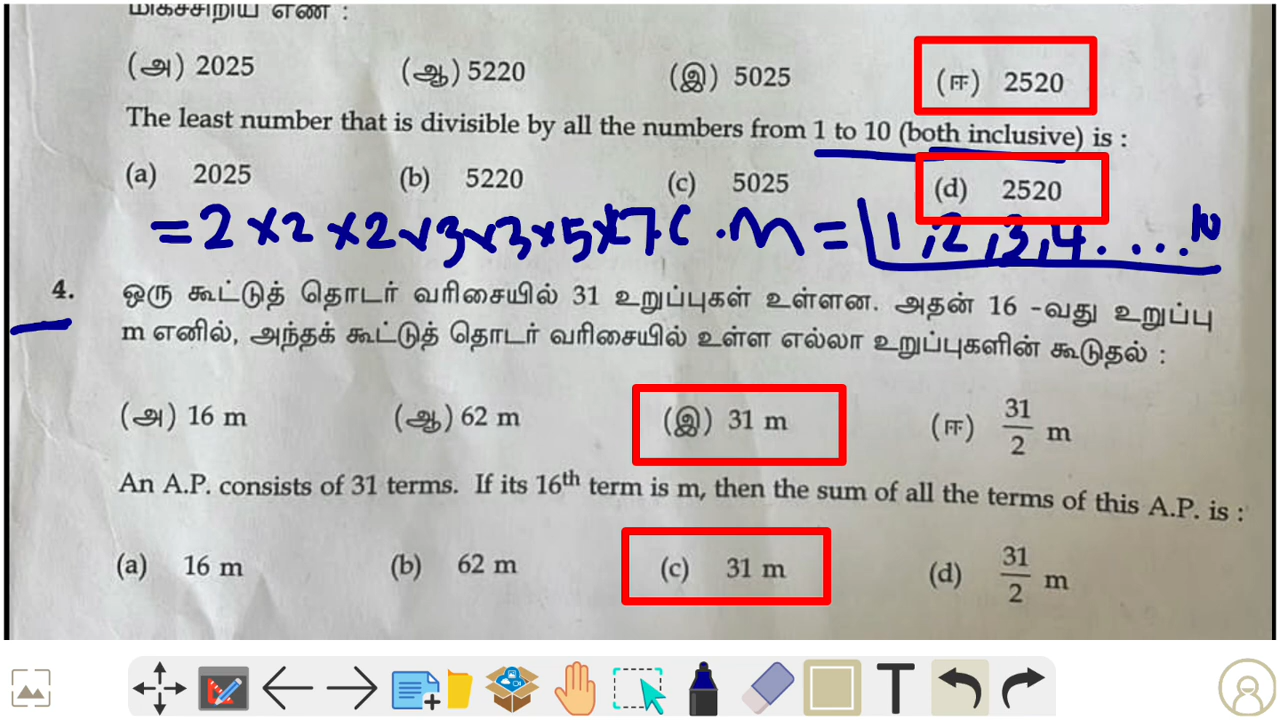 மிகச்சிறிய எண் :
(அ) 2025 (ஆ) 5220 (இ) 5025 (ஈ) 2520
The least number that is divisible by all the numbers from 1 to 10 (both inclusive) is :
(a) 2025 (b) 5220 (c) 5025 (d) 2520
= 2 × 2 × 2 × 3 × 3 × 5 × 7 . C . M = 1 , 2 , 3 , 4 . . . . 10
4. ஒரு கூட்டுத் தொடர் வரிசையில் 31 உறுப்புகள் உள்ளன. அதன் 16 -வது உறுப்பு
m எனில், அந்தக் கூட்டுத் தொடர் வரிசையில் உள்ள எல்லா உறுப்புகளின் கூடுதல் :
(அ) 16 m (ஆ) 62 m (இ) 31 m (ஈ) 31/2 m
An A.P. consists of 31 terms. If its 16th term is m, then the sum of all the terms of this A.P. is :
(a) 16 m (b) 62 m (c) 31 m (d) 31/2 m
T